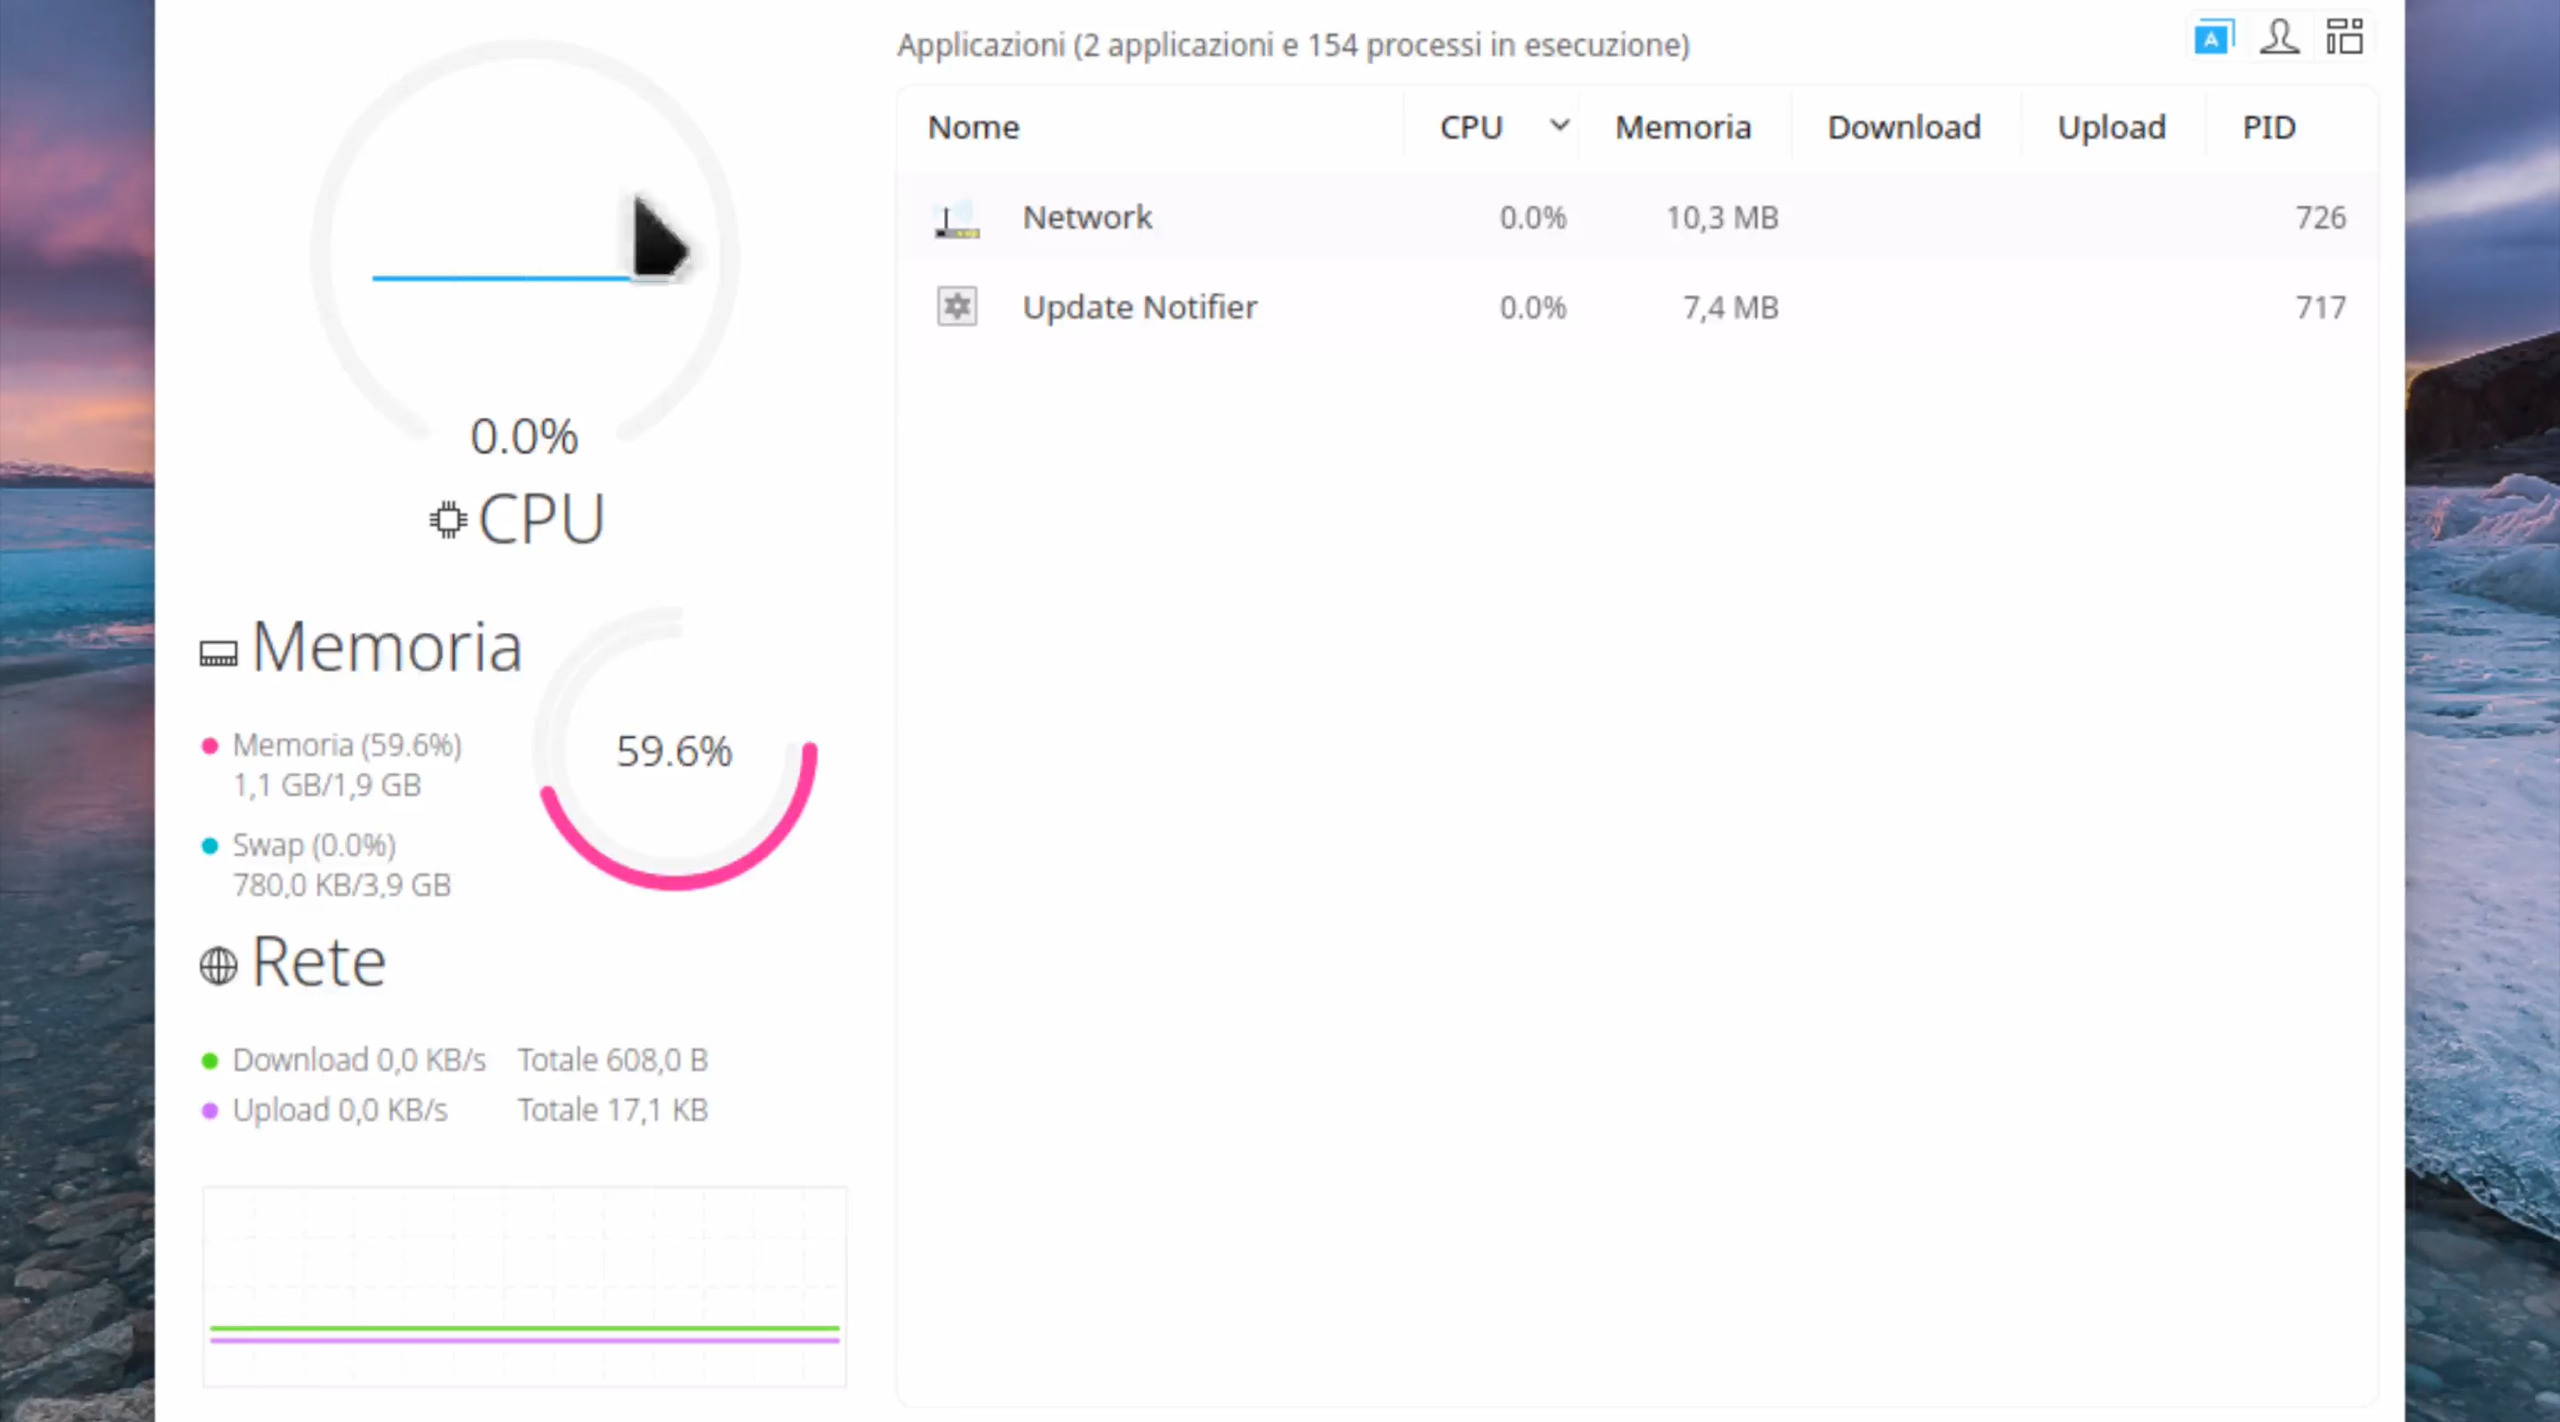 0.0%
CPU
Memoria
Memoria (59.6%)
1,1 GB/1,9 GB
59.6%
Swap (0.0%)
780,0 KB/3,9 GB
Rete
Download 0,0 KB/s Totale 608,0 B
Upload 0,0 KB/s Totale 17,1 KB
Applicazioni (2 applicazioni e 154 processi in esecuzione)
A
Nome CPU Memoria Download Upload PID
Network 0.0% 10,3 MB 726
Update Notifier 0.0% 7,4 MB 717